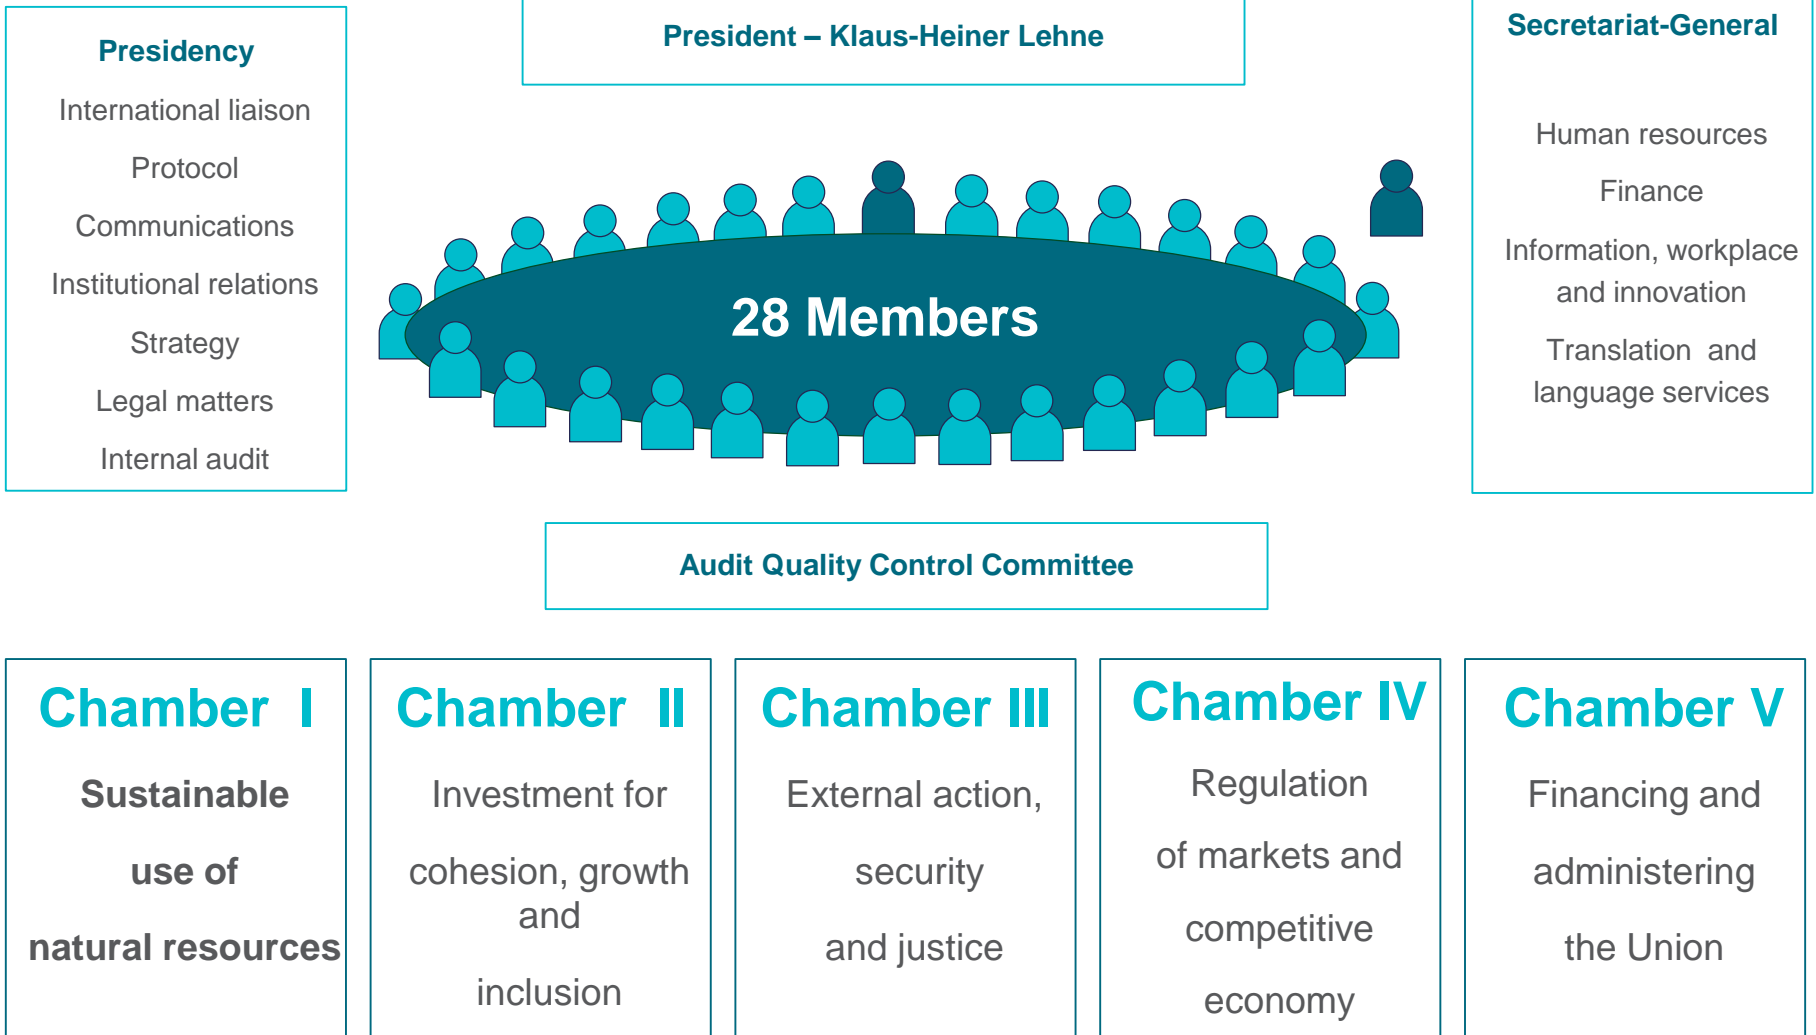 Presidency
International liaison
Protocol
Communications
Institutional relations
Strategy
Legal matters
Internal audit
President – Klaus-Heiner Lehne
Secretariat-General
Human resources
Finance
Information, workplace
and innovation
Translation and
language services
28 Members
Audit Quality Control Committee
Chamber I
Sustainable
use of
natural resources
Chamber II
Investment for
cohesion, growth
and
inclusion
Chamber III
External action,
security
and justice
Chamber IV
Regulation
of markets and
competitive
economy
Chamber V
Financing and
administering
the Union